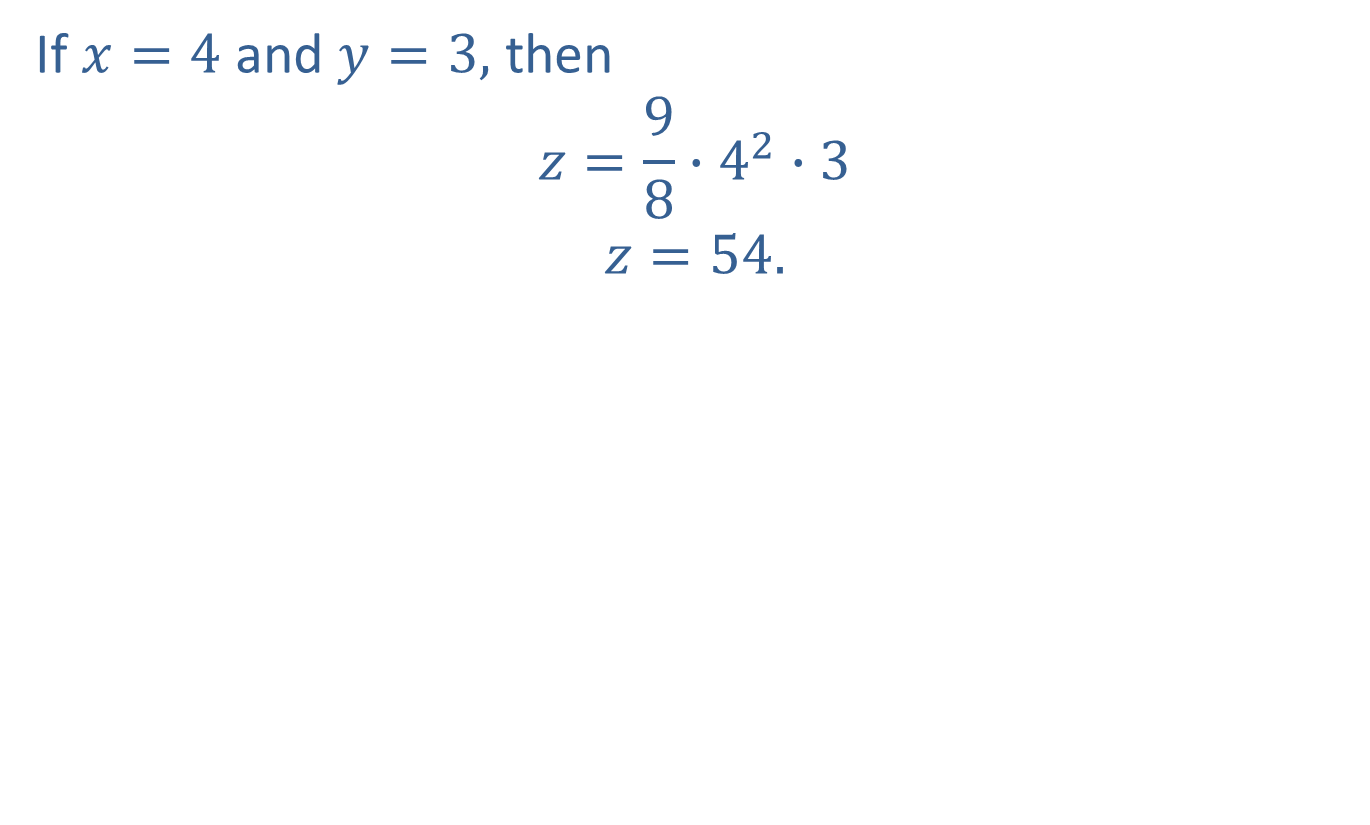 If x = 4 and y = 3, then
z = 9/8 · 4² · 3
z = 54.